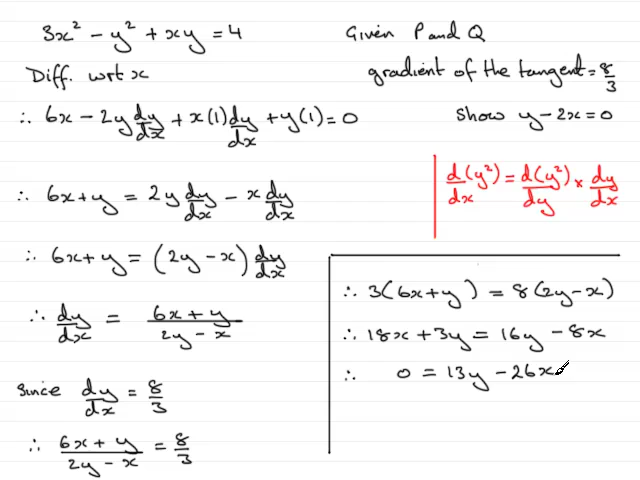 3x² − y² + xy = 4
Diff. wrt x
∴ 6x − 2y dy/dx + x(1) dy/dx + y(1) = 0
∴ 6x + y = 2y dy/dx − x dy/dx
∴ 6x + y = (2y − x) dy/dx
∴ dy/dx = (6x + y)/(2y − x)
Since dy/dx = 8/3
∴ (6x + y)/(2y − x) = 8/3
Given P and Q
gradient of the tangent = 8/3
Show y − 2x = 0
d(y²)/dx = d(y²)/dy × dy/dx
∴ 3(6x + y) = 8(2y − x)
∴ 18x + 3y = 16y − 8x
∴ 0 = 13y − 26x